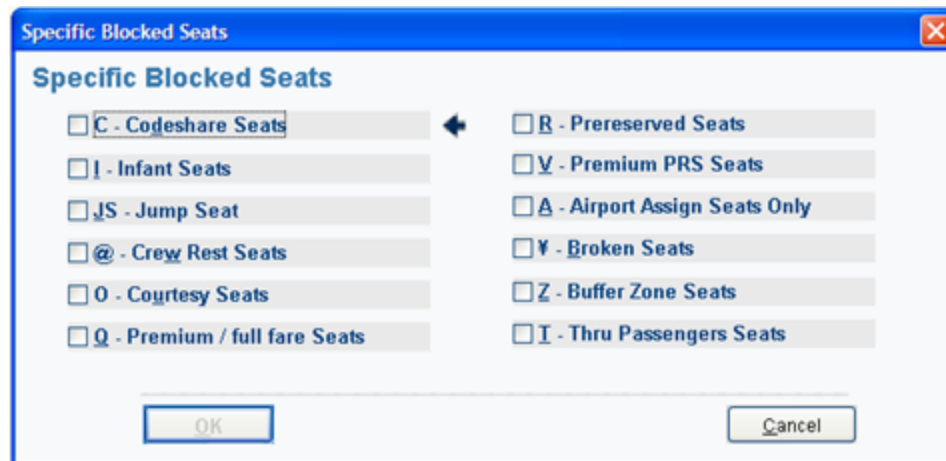 Specific Blocked Seats
Specific Blocked Seats
C - Codeshare Seats
I - Infant Seats
JS - Jump Seat
@ - Crew Rest Seats
O - Courtesy Seats
Q - Premium / full fare Seats
R - Prereserved Seats
V - Premium PRS Seats
A - Airport Assign Seats Only
¥ - Broken Seats
Z - Buffer Zone Seats
T - Thru Passengers Seats
OK
Cancel